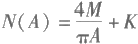 N(A) = 4M/πA + K